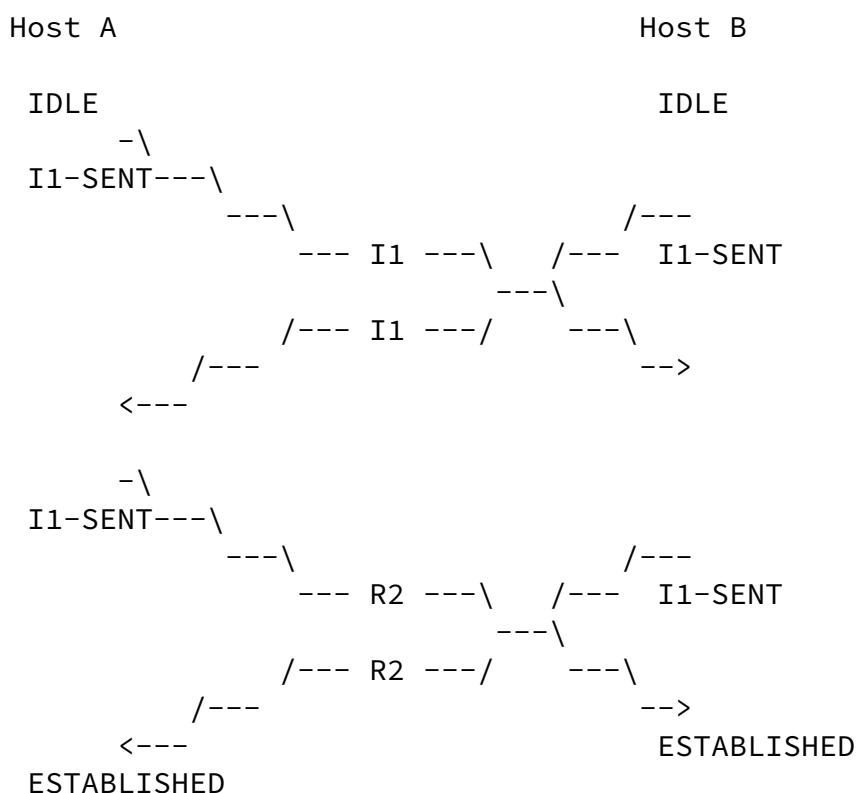 Host A                                  Host B

 IDLE                                    IDLE
      -\
 I1-SENT---\
            ---\                       /---
                --- I1 ---\    /---  I1-SENT
                           ---\
               /--- I1 ---/    ---\
          /---                     -->
      <---

      -\
 I1-SENT---\
            ---\                       /---
                --- R2 ---\    /---  I1-SENT
                           ---\
               /--- R2 ---/    ---\
          /---                     -->
      <---                          ESTABLISHED
 ESTABLISHED